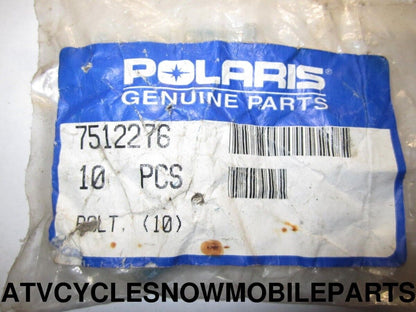 POLARIS®
GENUINE PARTS
7512276
10 PCS
BOLT, (10)
ATVCYCLESNOWMOBILEPARTS